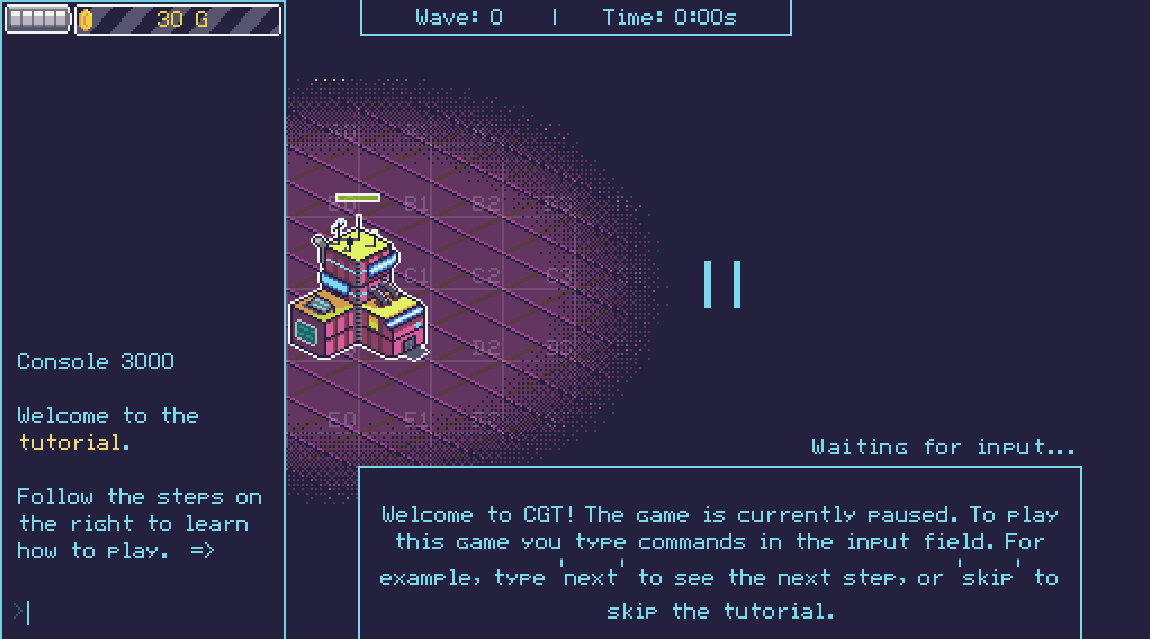 30 G
Wave: 0 | Time: 0:00s
B1 B2
C1 C2 C3
D2
E0 E1
Console 3000
Welcome to the
tutorial.
Follow the steps on
the right to learn
how to play. =>
>
Waiting for input...
Welcome to CGT! The game is currently paused. To play
this game you type commands in the input field. For
example, type 'next' to see the next step, or 'skip' to
skip the tutorial.